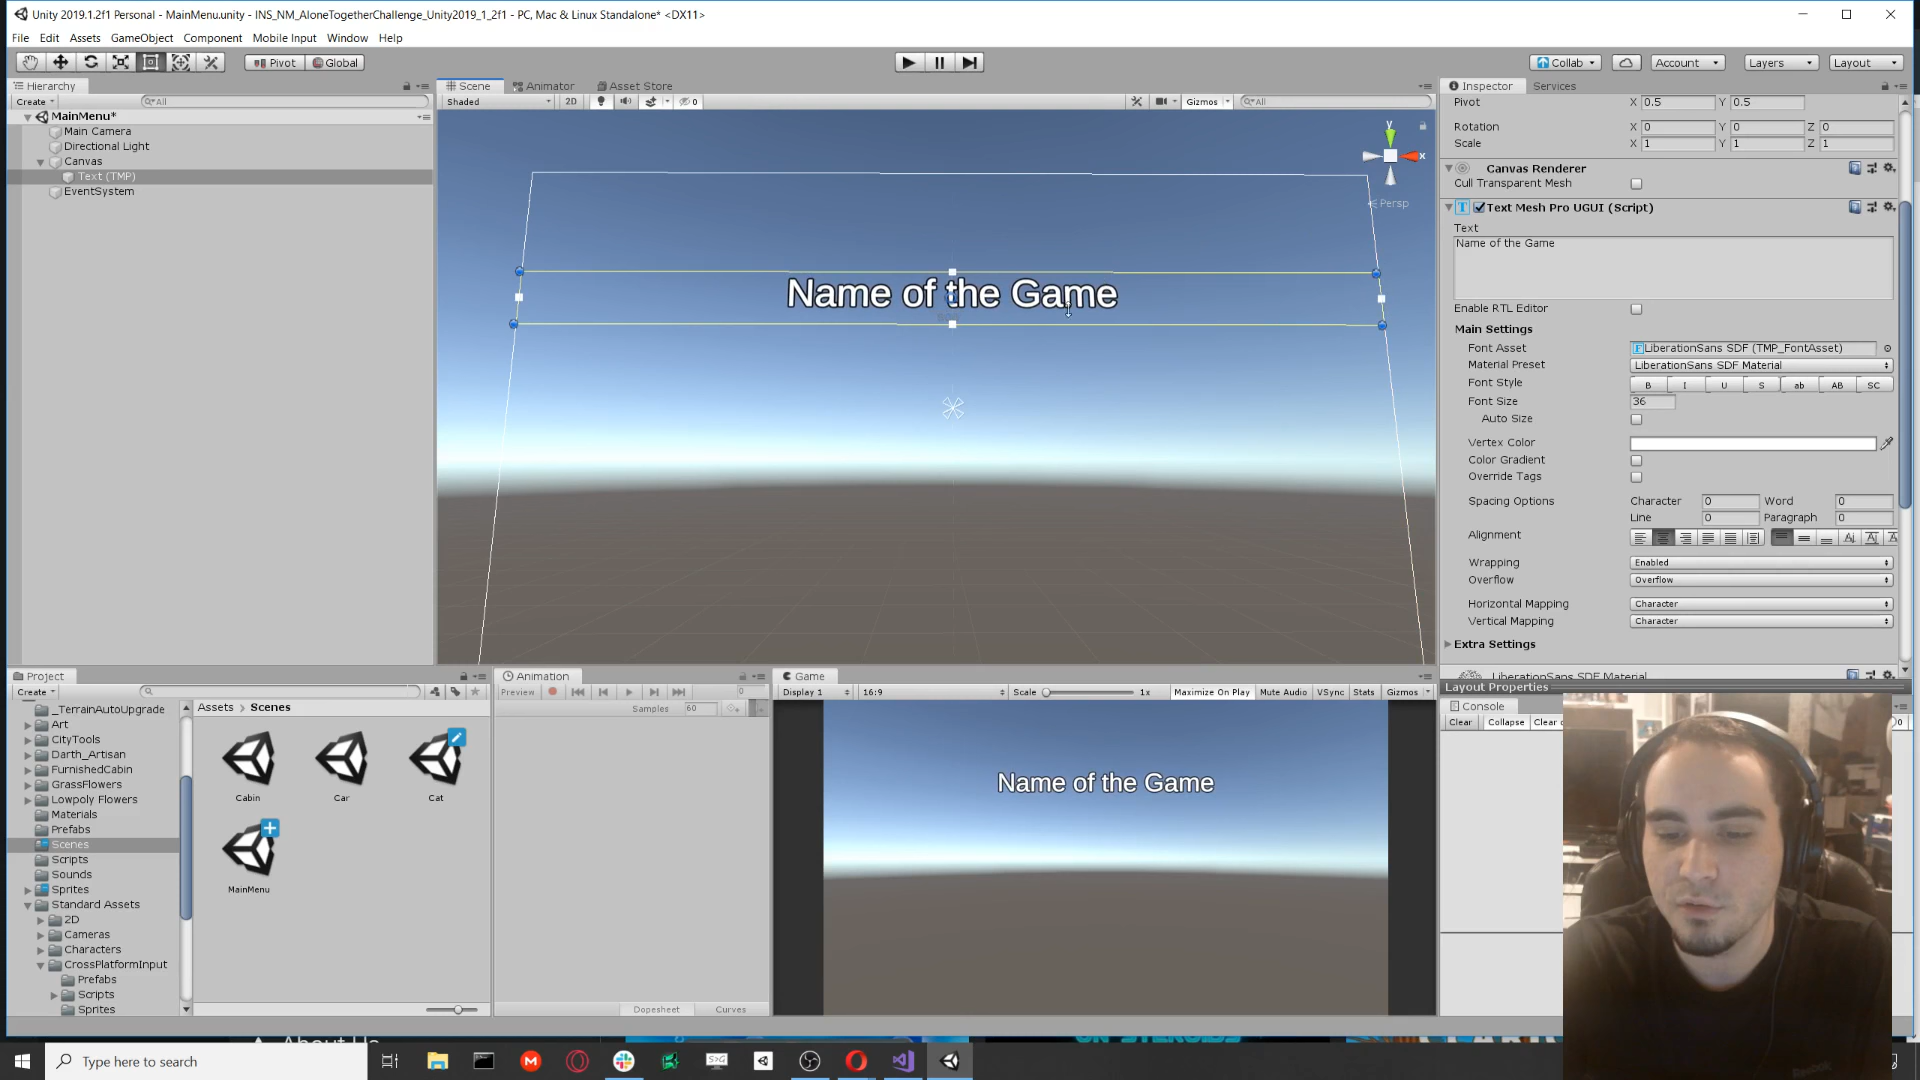 Unity 2019.1.2f1 Personal - MainMenu.unity - INS_NM_AloneTogetherChallenge_Unity2019_1_2f1 - PC, Mac & Linux Standalone* <DX11>
File Edit Assets GameObject Component Mobile Input Window Help
Pivot Global Collab Account Layers Layout
Hierarchy
Create All
MainMenu*
Main Camera
Directional Light
Canvas
Text (TMP)
EventSystem
Scene Animator Asset Store
Shaded 2D 0 Gizmos All
y
x
Persp
Name of the Game
Inspector Services
Pivot X 0.5 Y 0.5
Rotation X 0 Y 0 Z 0
Scale X 1 Y 1 Z 1
Canvas Renderer
Cull Transparent Mesh
Text Mesh Pro UGUI (Script)
Text
Name of the Game
Enable RTL Editor
Main Settings
Font Asset LiberationSans SDF (TMP_FontAsset)
Material Preset LiberationSans SDF Material
Font Style B I U S ab AB SC
Font Size 36
Auto Size
Vertex Color
Color Gradient
Override Tags
Spacing Options Character 0 Word 0
Line 0 Paragraph 0
Alignment
Wrapping Enabled
Overflow Overflow
Horizontal Mapping Character
Vertical Mapping Character
Extra Settings
LiberationSans SDF Material
Layout Properties
Console
Clear Collapse Clear
Project
Create
_TerrainAutoUpgrade
Art
CityTools
Darth_Artisan
FurnishedCabin
GrassFlowers
Lowpoly Flowers
Materials
Prefabs
Scenes
Scripts
Sounds
Sprites
Standard Assets
2D
Cameras
Characters
CrossPlatformInput
Prefabs
Scripts
Sprites
Assets > Scenes
Cabin Car Cat
MainMenu
Animation
Preview 0
Samples 60
Dopesheet Curves
Game
Display 1 16:9 Scale 1x Maximize On Play Mute Audio VSync Stats Gizmos
Name of the Game
Type here to search